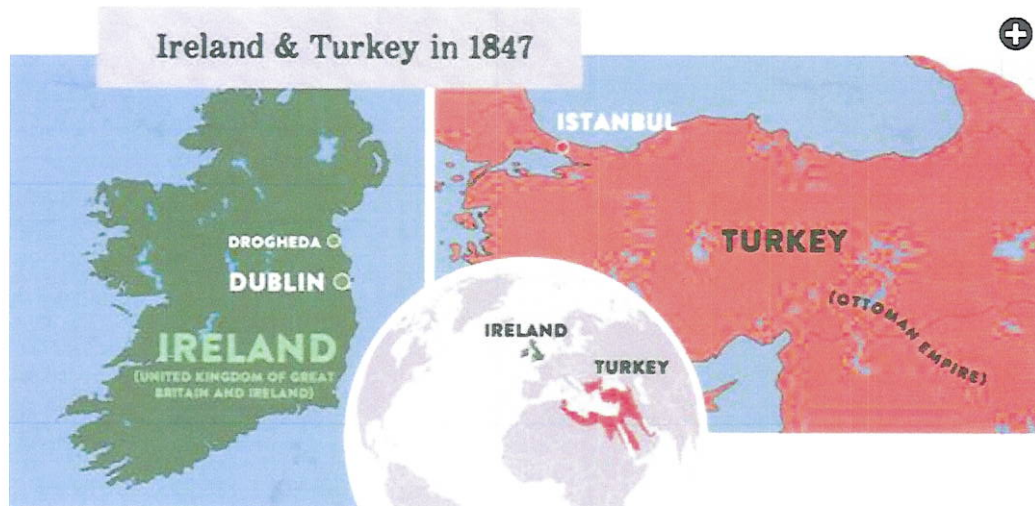 Ireland & Turkey in 1847
DROGHEDA
DUBLIN
IRELAND
(UNITED KINGDOM OF GREAT
BRITAIN AND IRELAND)
ISTANBUL
TURKEY
(OTTOMAN EMPIRE)
IRELAND
TURKEY